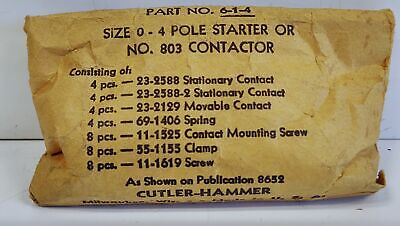 PART NO. 6-1-4
SIZE 0 - 4 POLE STARTER OR
NO. 803 CONTACTOR
Consisting of:
4 pcs. — 23-2588 Stationary Contact
4 pcs. — 23-2588-2 Stationary Contact
4 pcs. — 23-2129 Movable Contact
4 pcs. — 69-1406 Spring
8 pcs. — 11-1525 Contact Mounting Screw
8 pcs. — 55-1155 Clamp
8 pcs. — 11-1619 Screw
As Shown on Publication 8652
CUTLER-HAMMER